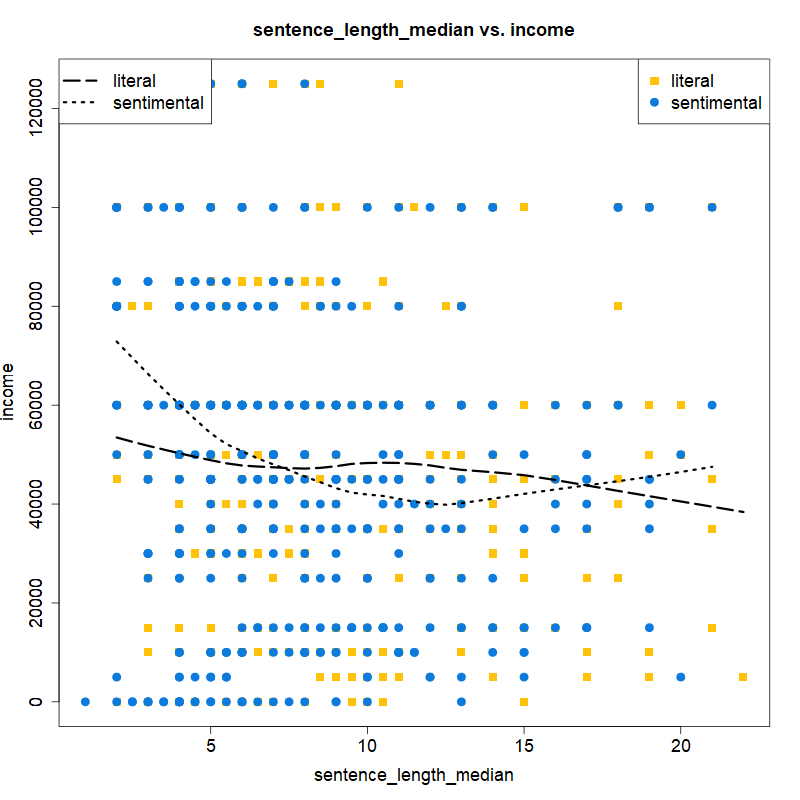 sentence_length_median vs. income
literal
sentimental
literal
sentimental
income
120000
100000
80000
60000
40000
20000
0
5 10 15 20
sentence_length_median